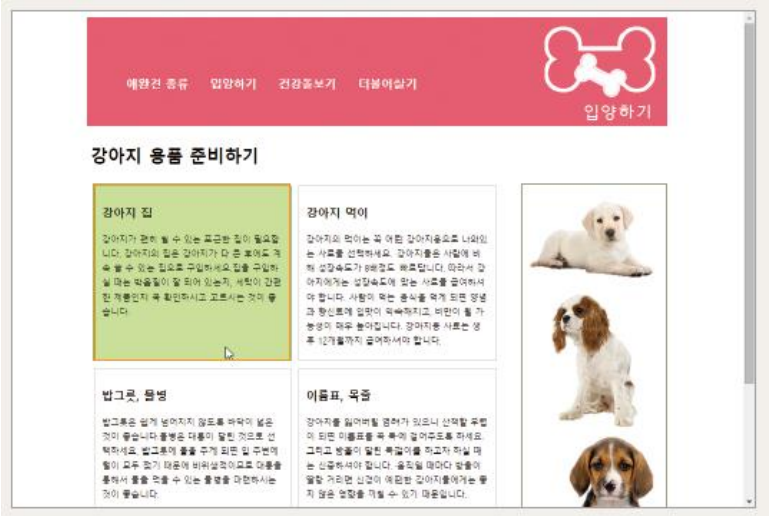 애완견 종류 입양하기 건강돌보기 더불어살기
입양하기
강아지 용품 준비하기
강아지 집
강아지가 편히 쉴 수 있는 포근한 집이 필요합
니다. 강아지의 집은 강아지가 다 큰 후에도 계
속 쓸 수 있는 집으로 구입하세요.집을 구입하
실 때는 박음질이 잘 되어 있는지, 세탁이 간편
한 제품인지 꼭 확인하시고 고르시는 것이 좋
습니다.
강아지 먹이
강아지의 먹이는 꼭 어린 강아지용으로 나와있
는 사료를 선택하세요. 강아지들은 사람에 비
해 성장속도가 8배정도 빠르답니다. 따라서 강
아지에게는 성장속도에 맞는 사료를 급여하셔
야 합니다. 사람이 먹는 음식을 먹게 되면 양념
과 향신료에 입맛이 익숙해지고, 비만이 될 가
능성이 매우 높아집니다. 강아지용 사료는 생
후 12개월까지 급여하셔야 합니다.
밥그릇, 물병
밥그릇은 쉽게 넘어지지 않도록 바닥이 넓은
것이 좋습니다.물병은 대롱이 달린 것으로 선
택하세요. 밥그릇에 물을 주게 되면 입 주변에
털이 모두 젖기 때문에 비위생적이므로 대롱을
통해서 물을 먹을 수 있는 물병을 마련하시는
것이 좋습니다.
이름표, 목줄
강아지를 잃어버릴 염려가 있으니 산책할 무렵
이 되면 이름표를 꼭 목에 걸어주도록 하세요.
그리고 방울이 달린 목걸이를 하고자 하실 때
는 신중하셔야 합니다. 움직일 때마다 방울이
딸랑 거리면 신경이 예민한 강아지들에게는 좋
지 않은 영향을 끼칠 수 있기 때문입니다.